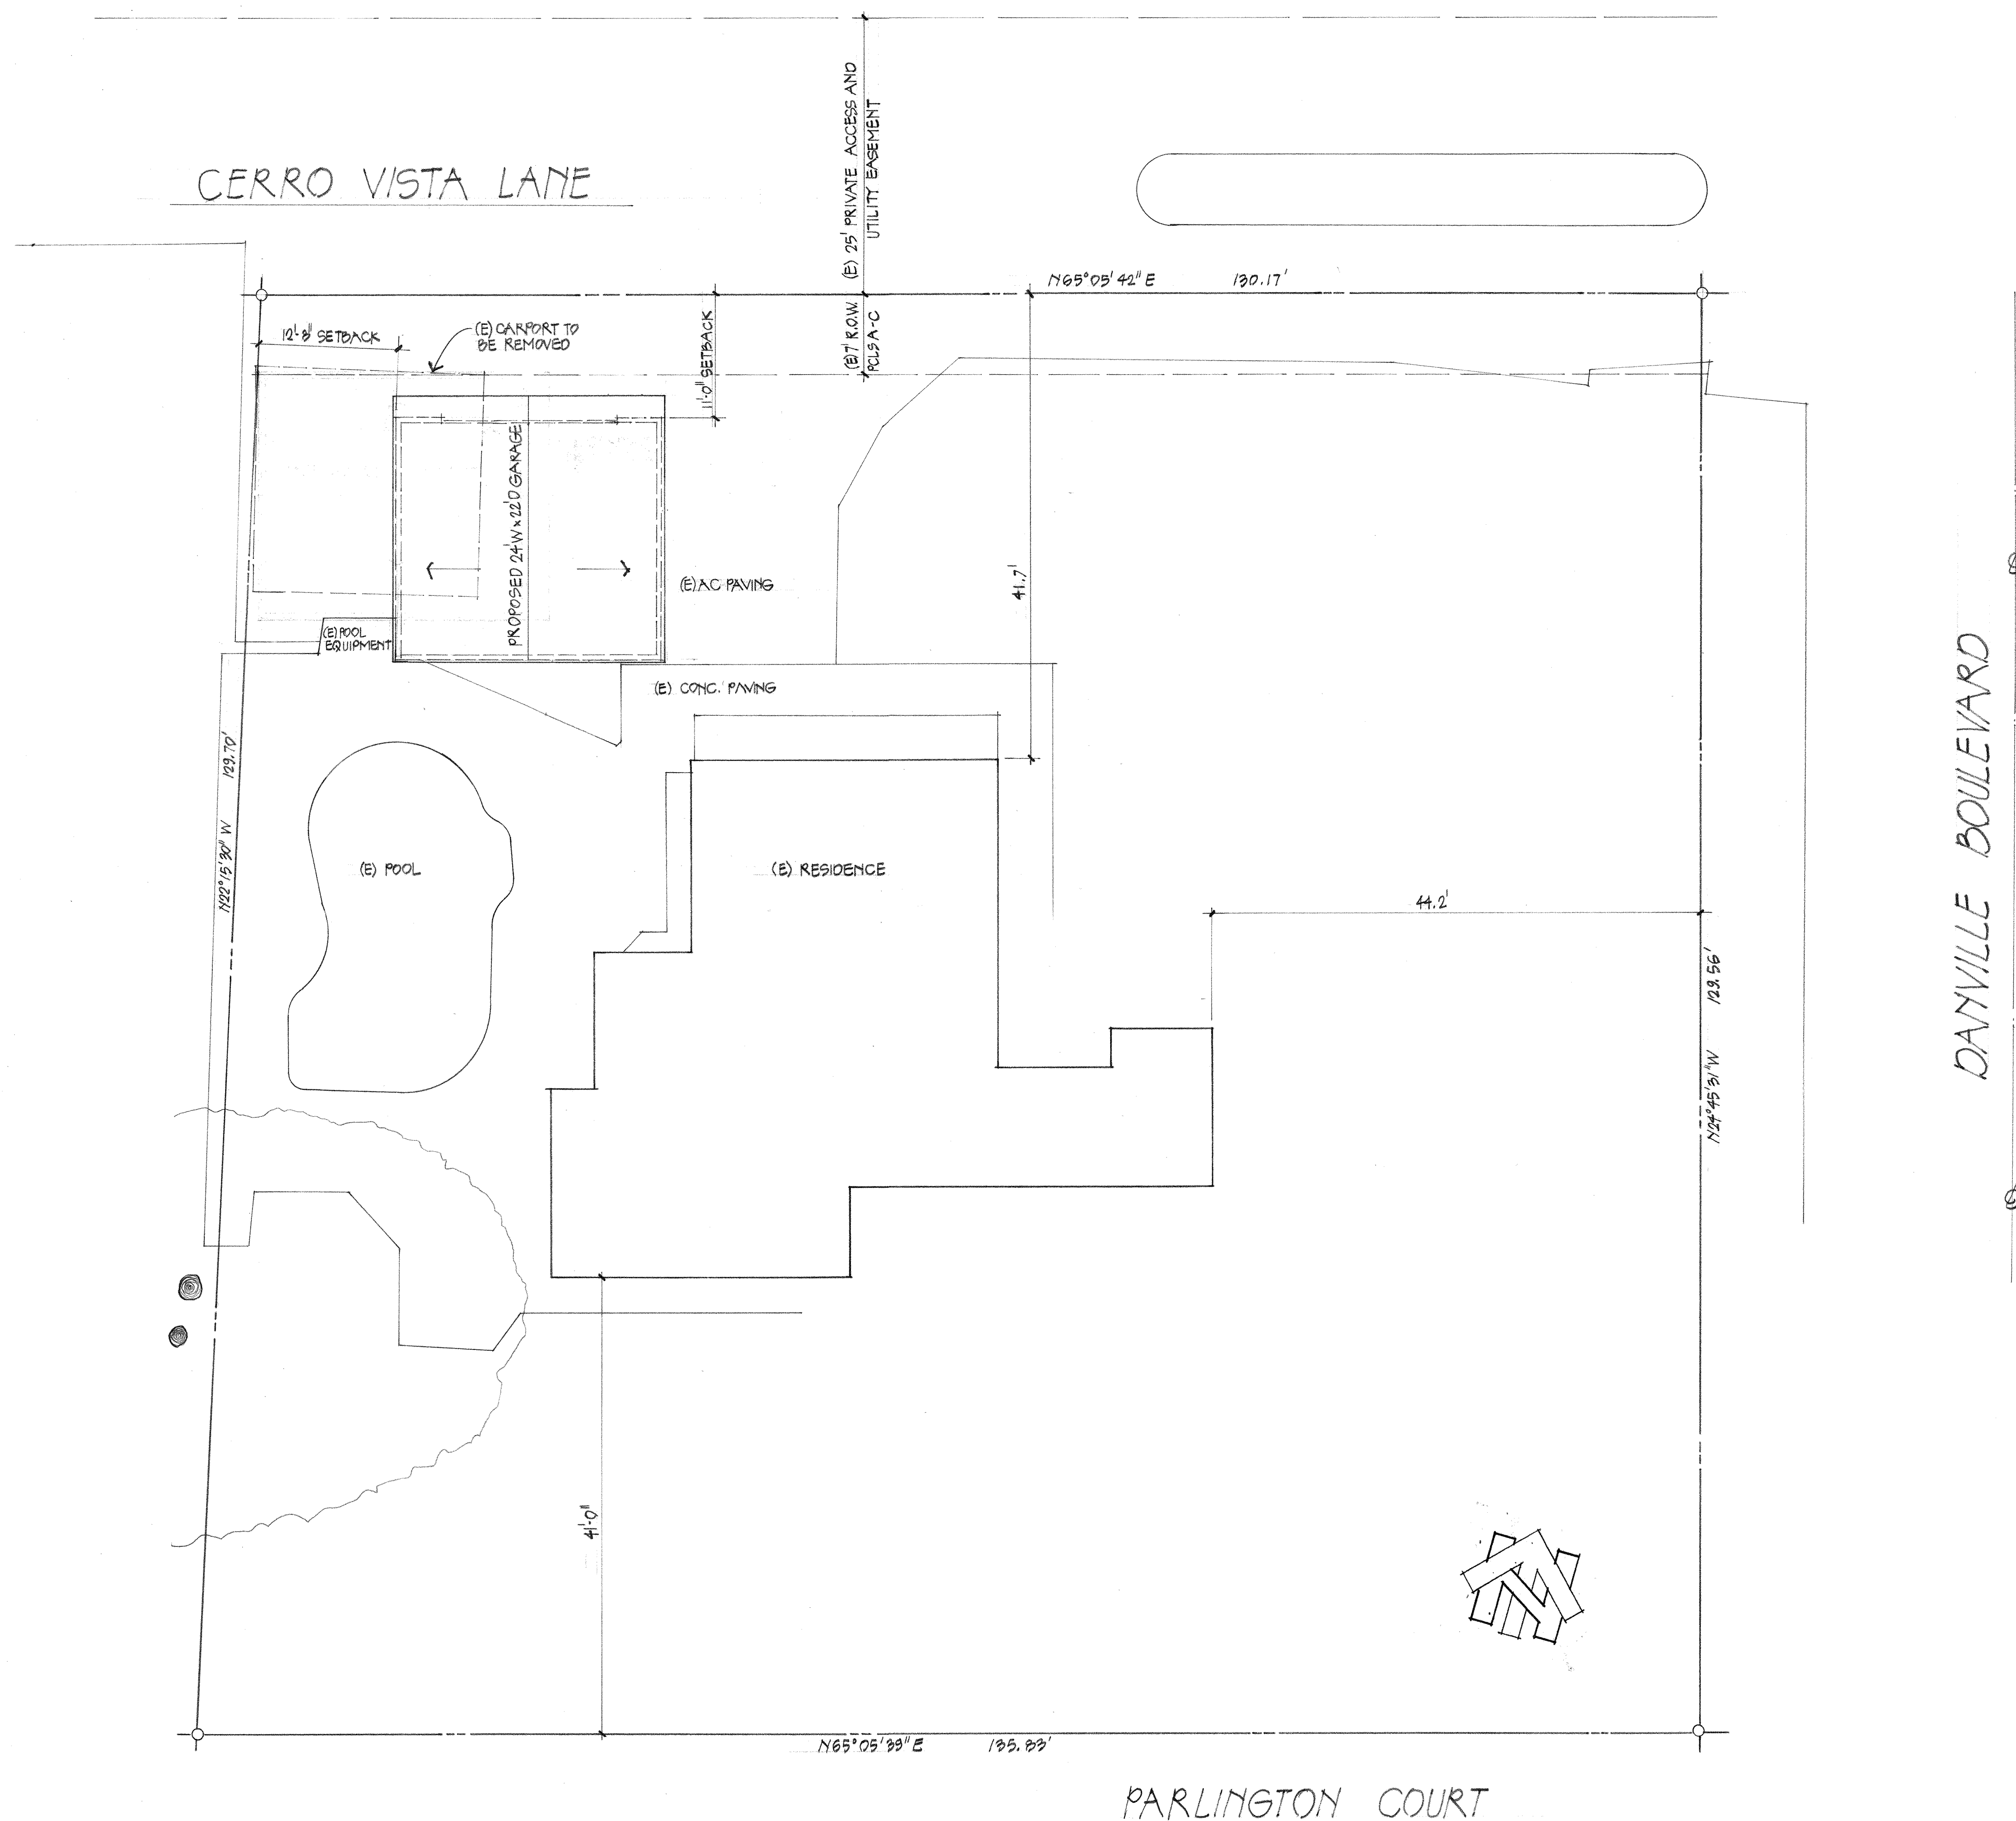 (E) 25' PRIVATE ACCESS AND
UTILITY EASEMENT
CERRO VISTA LANE
N65°05'42"E 130.17'
(E) 7' R.O.W.
PCLS A-C
12'-8" SETBACK
(E) CARPORT TO
BE REMOVED
11'-0" SETBACK
PROPOSED 24'W x 22'D GARAGE
41.7'
(E) AC PAVING
(E) POOL
EQUIPMENT
(E) CONC. PAVING
N22°15'30"W 129.70'
(E) POOL
(E) RESIDENCE
44.2'
N24°45'31"W 129.56'
DANVILLE BOULEVARD
41'-0"
N
N65°05'39"E 135.83'
PARLINGTON COURT